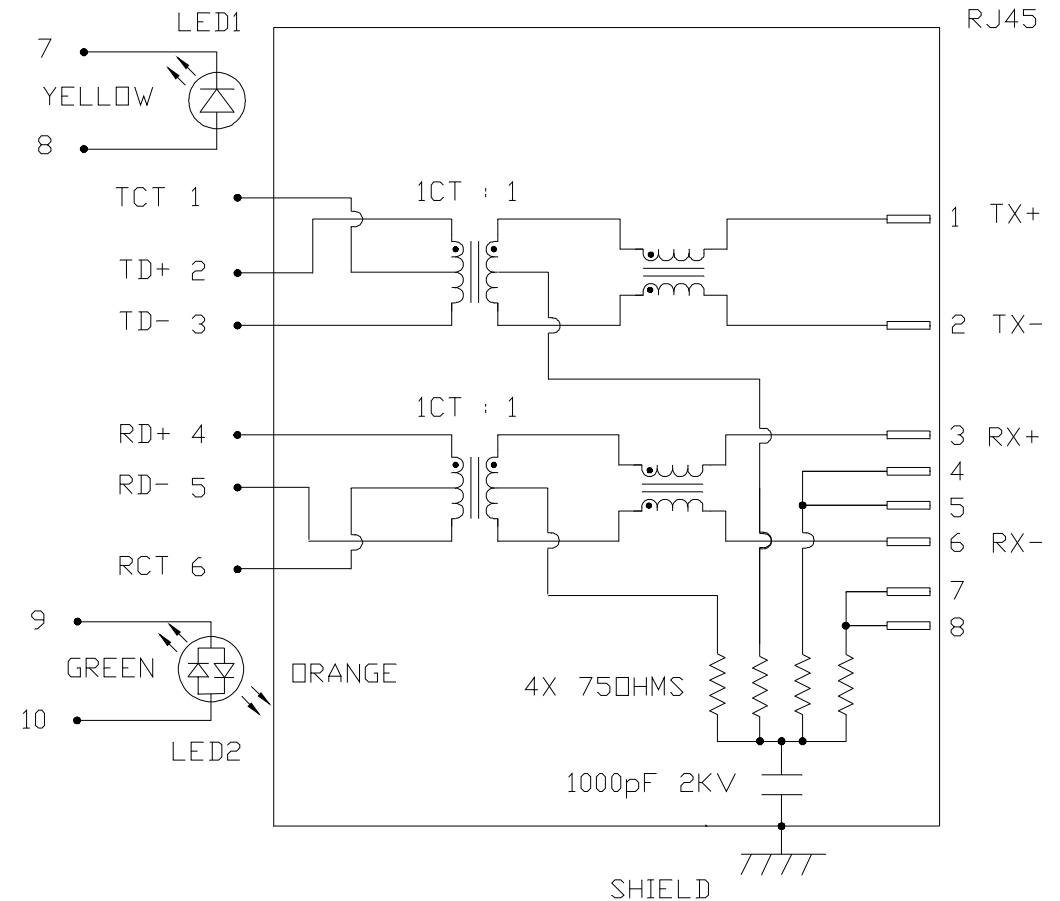 LED1
RJ45
7
YELLOW
8
TCT 1
1CT : 1
1 TX+
TD+ 2
TD- 3
2 TX-
1CT : 1
RD+ 4
3 RX+
4
RD- 5
5
6 RX-
RCT 6
7
9
8
GREEN
ORANGE
4X 75OHMS
10
LED2
1000pF 2KV
SHIELD